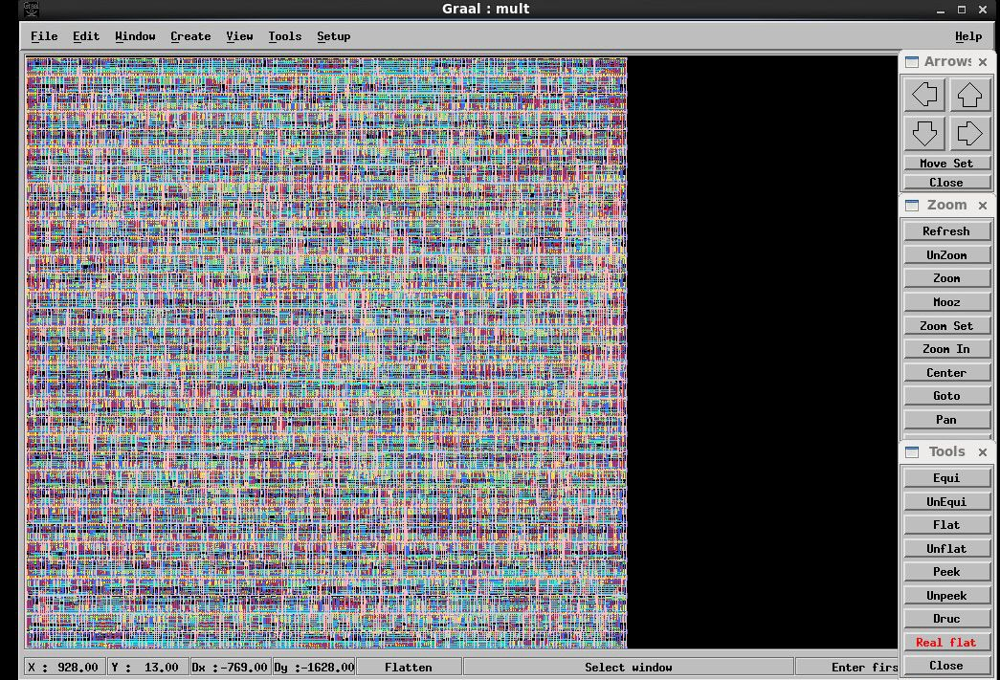 Graal
Graal : mult
File Edit Window Create View Tools Setup Help
Arrows
Move Set
Close
Zoom
Refresh
UnZoom
Zoom
Mooz
Zoom Set
Zoom In
Center
Goto
Pan
Tools
Equi
UnEqui
Flat
Unflat
Peek
Unpeek
Druc
Real flat
Close
X : 928.00 Y : 13.00 Dx :-769.00 Dy :-1628.00 Flatten Select window Enter firs